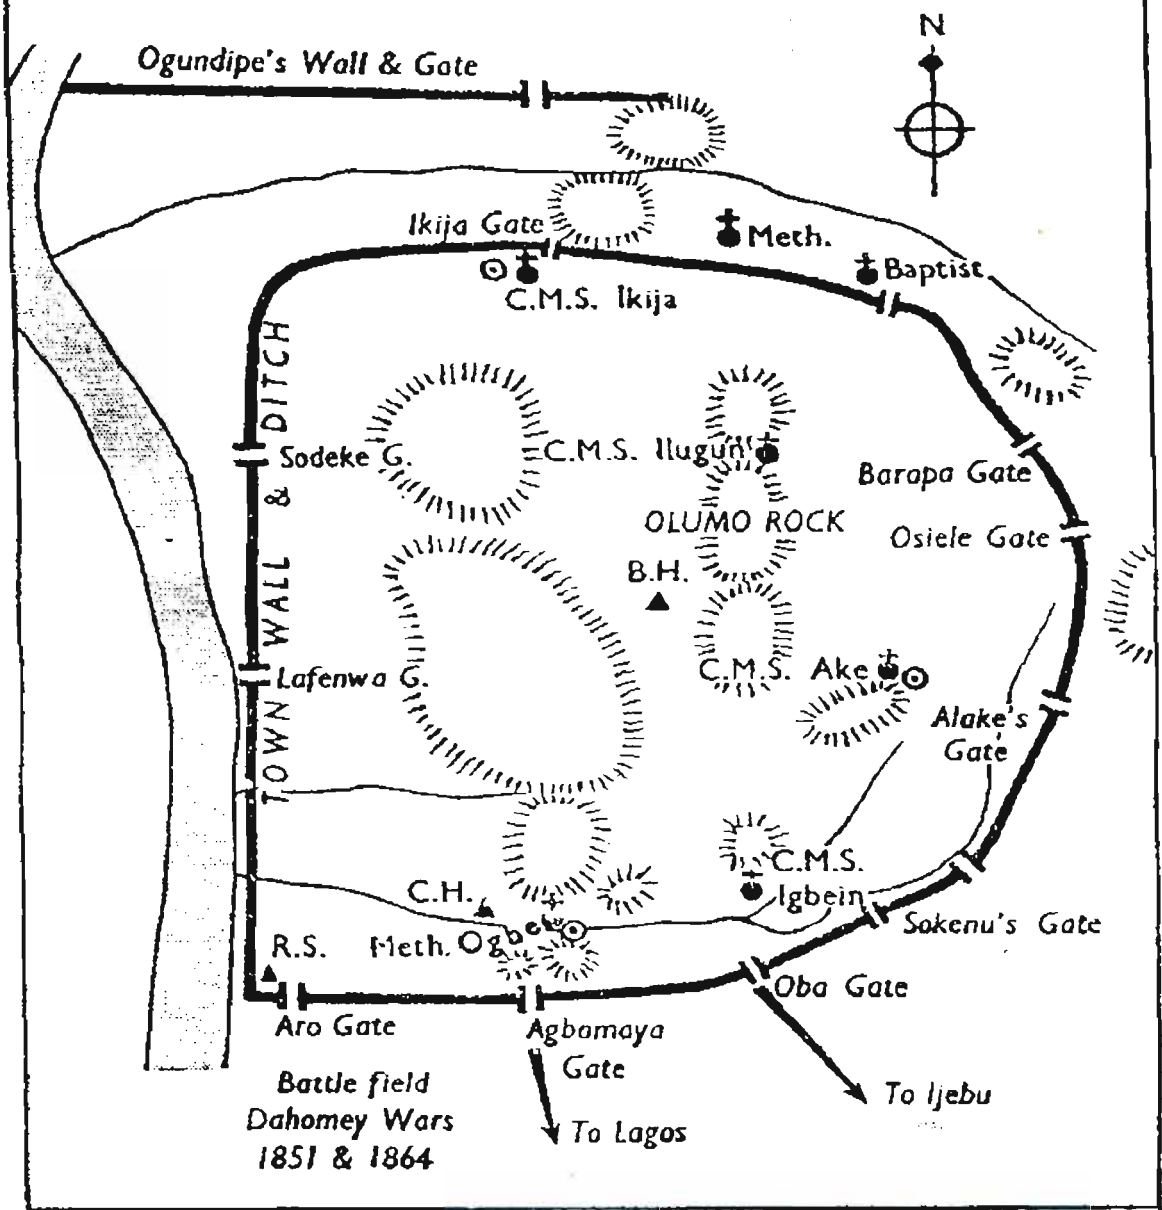 N
Ogundipe's Wall & Gate
Ikija Gate
Meth.
Baptist
C.M.S. Ikija
TOWN WALL & DITCH
Sodeke G.
C.M.S. Ilugun
Barapa Gate
OLUMO ROCK
Osiele Gate
B.H.
C.M.S. Ake
Lafenwa G.
Alake's
Gate
C.M.S.
Igbein
C.H.
Sokenu's Gate
R.S.
Meth.
Oba Gate
Aro Gate
Agbamaya
Gate
Battle field
Dahomey Wars
1851 & 1864
To Ijebu
To Lagos